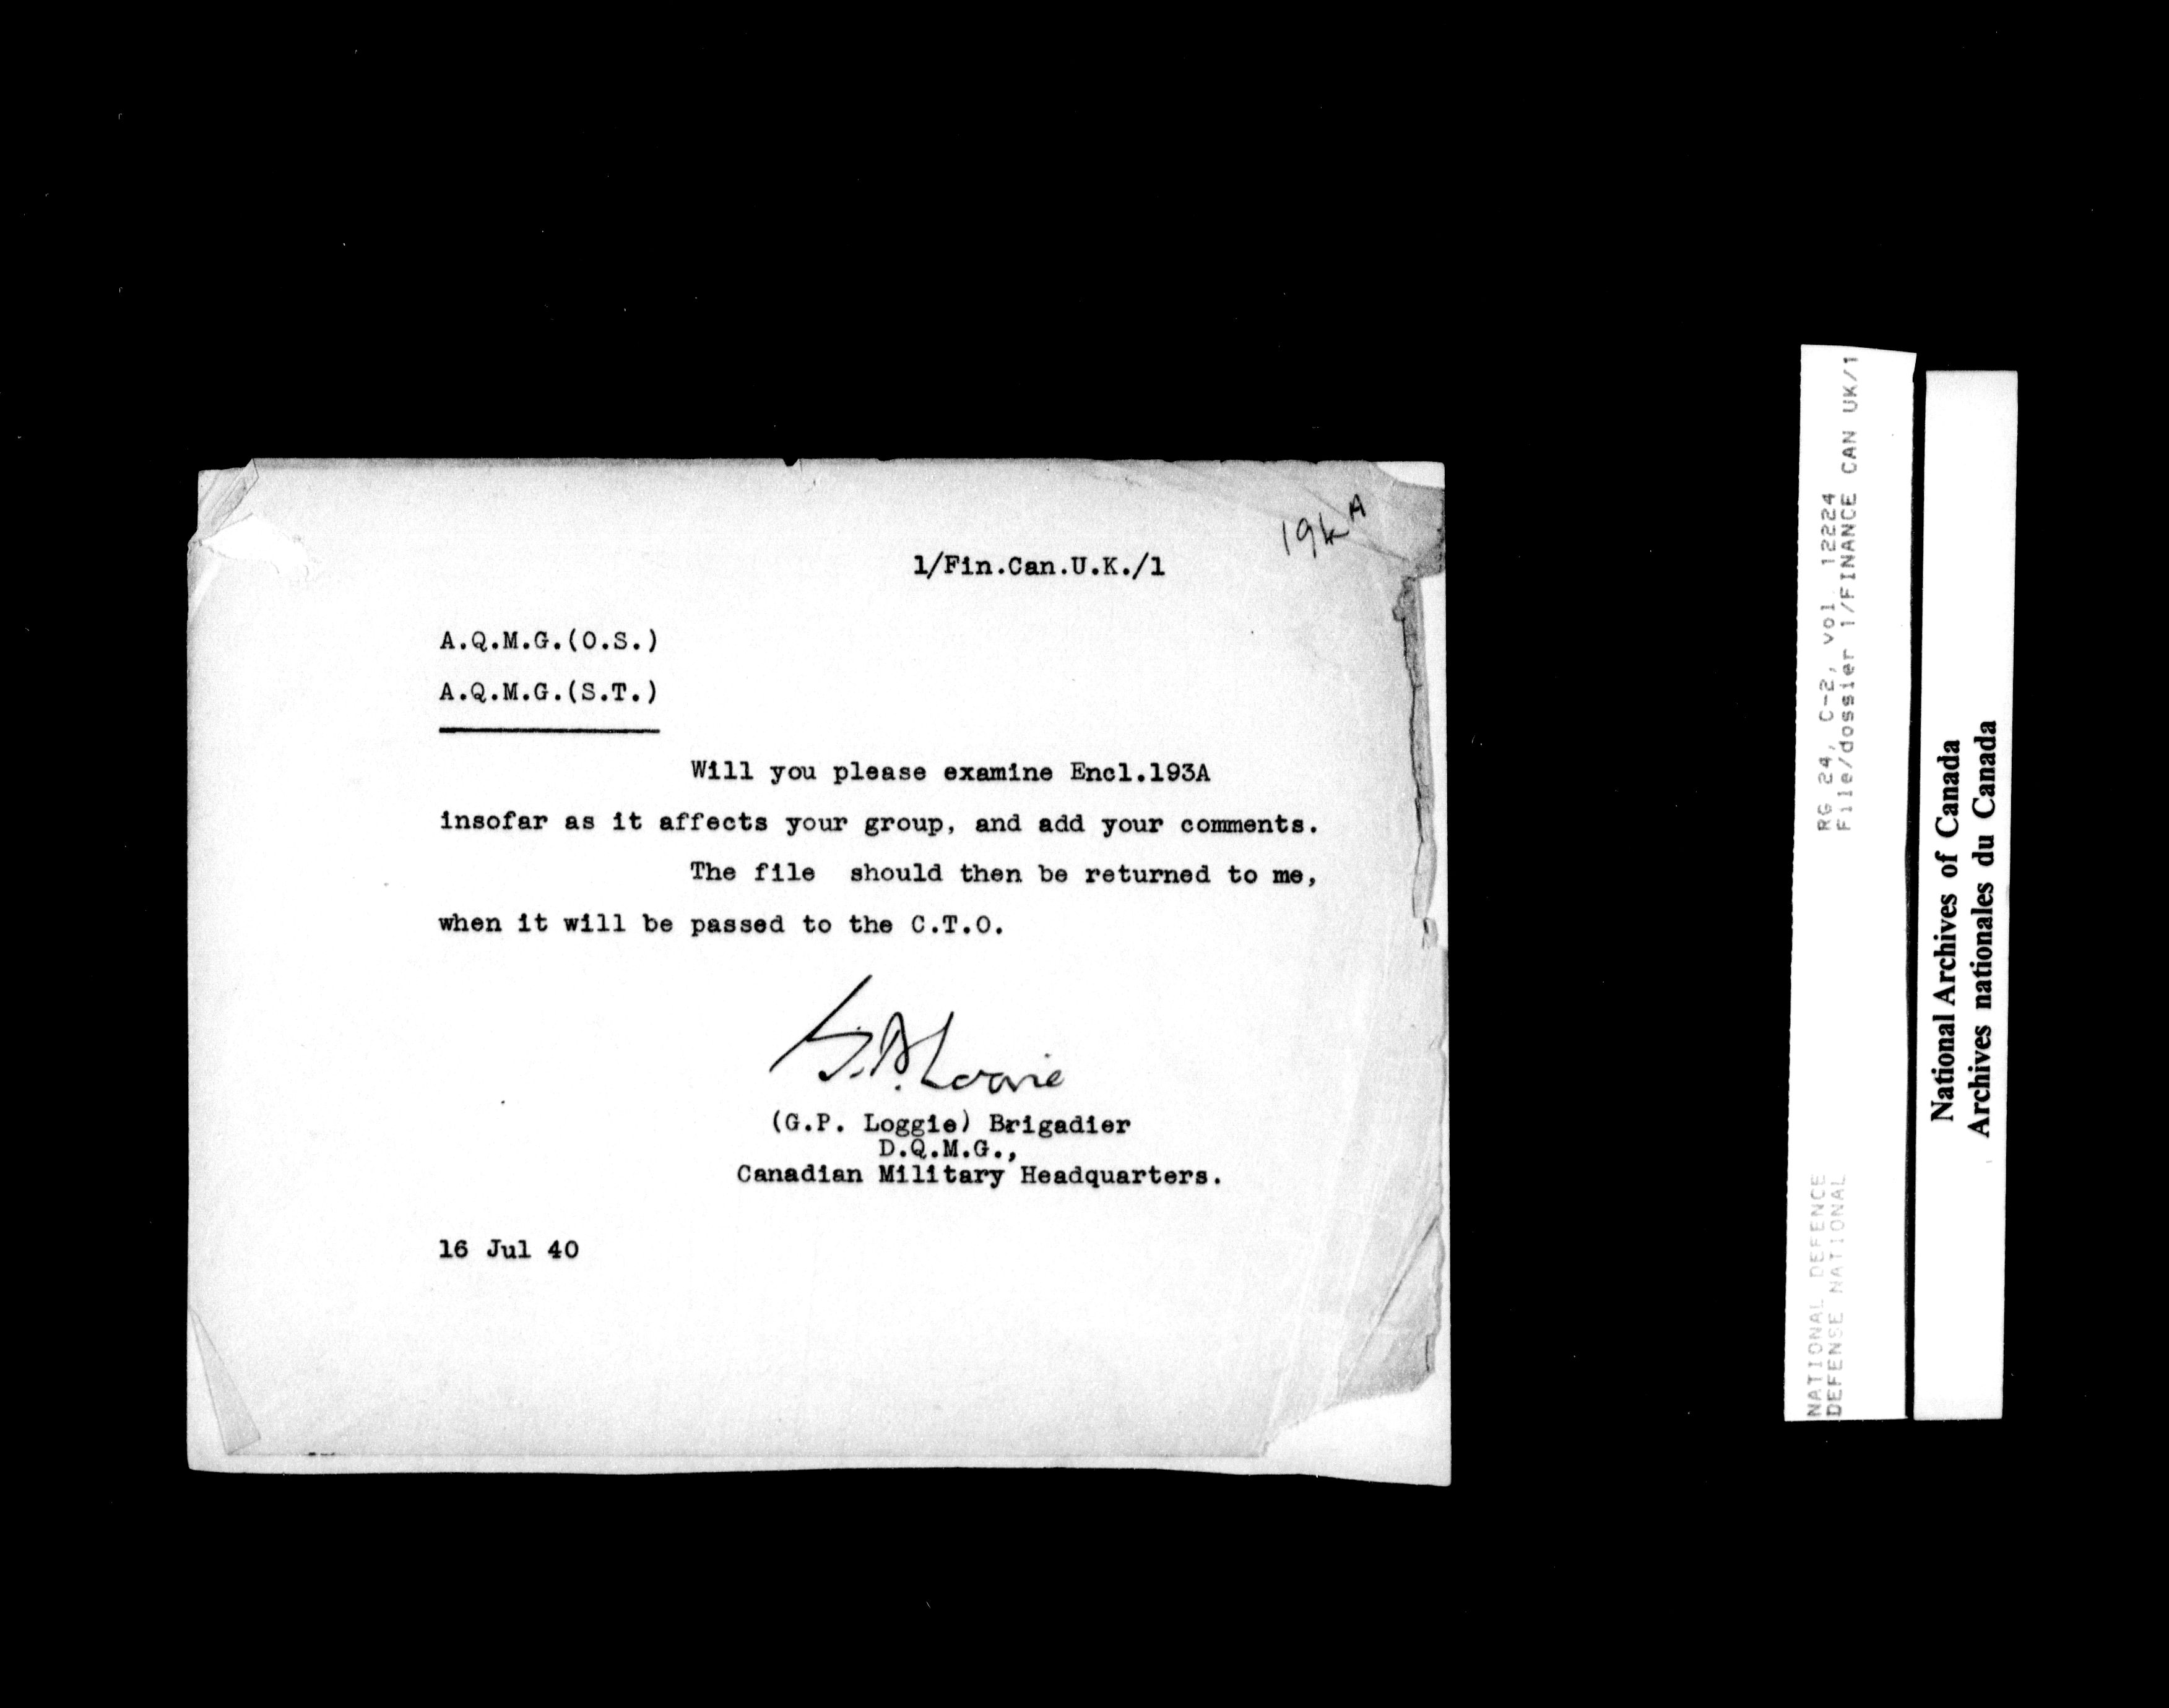 194A
1/Fin.Can.U.K./1
A.Q.M.G.(O.S.)
A.Q.M.G.(S.T.)
Will you please examine Encl.193A
insofar as it affects your group, and add your comments.
The file should then be returned to me,
when it will be passed to the C.T.O.
G.P. Loggie
(G.P. Loggie) Brigadier
D.Q.M.G.,
Canadian Military Headquarters.
16 Jul 40
NATIONAL DEFENCE RG 24, C-2, vol. 12224
DEFENSE NATIONAL File/dossier 1/FINANCE CAN UK/1
National Archives of Canada
Archives nationales du Canada